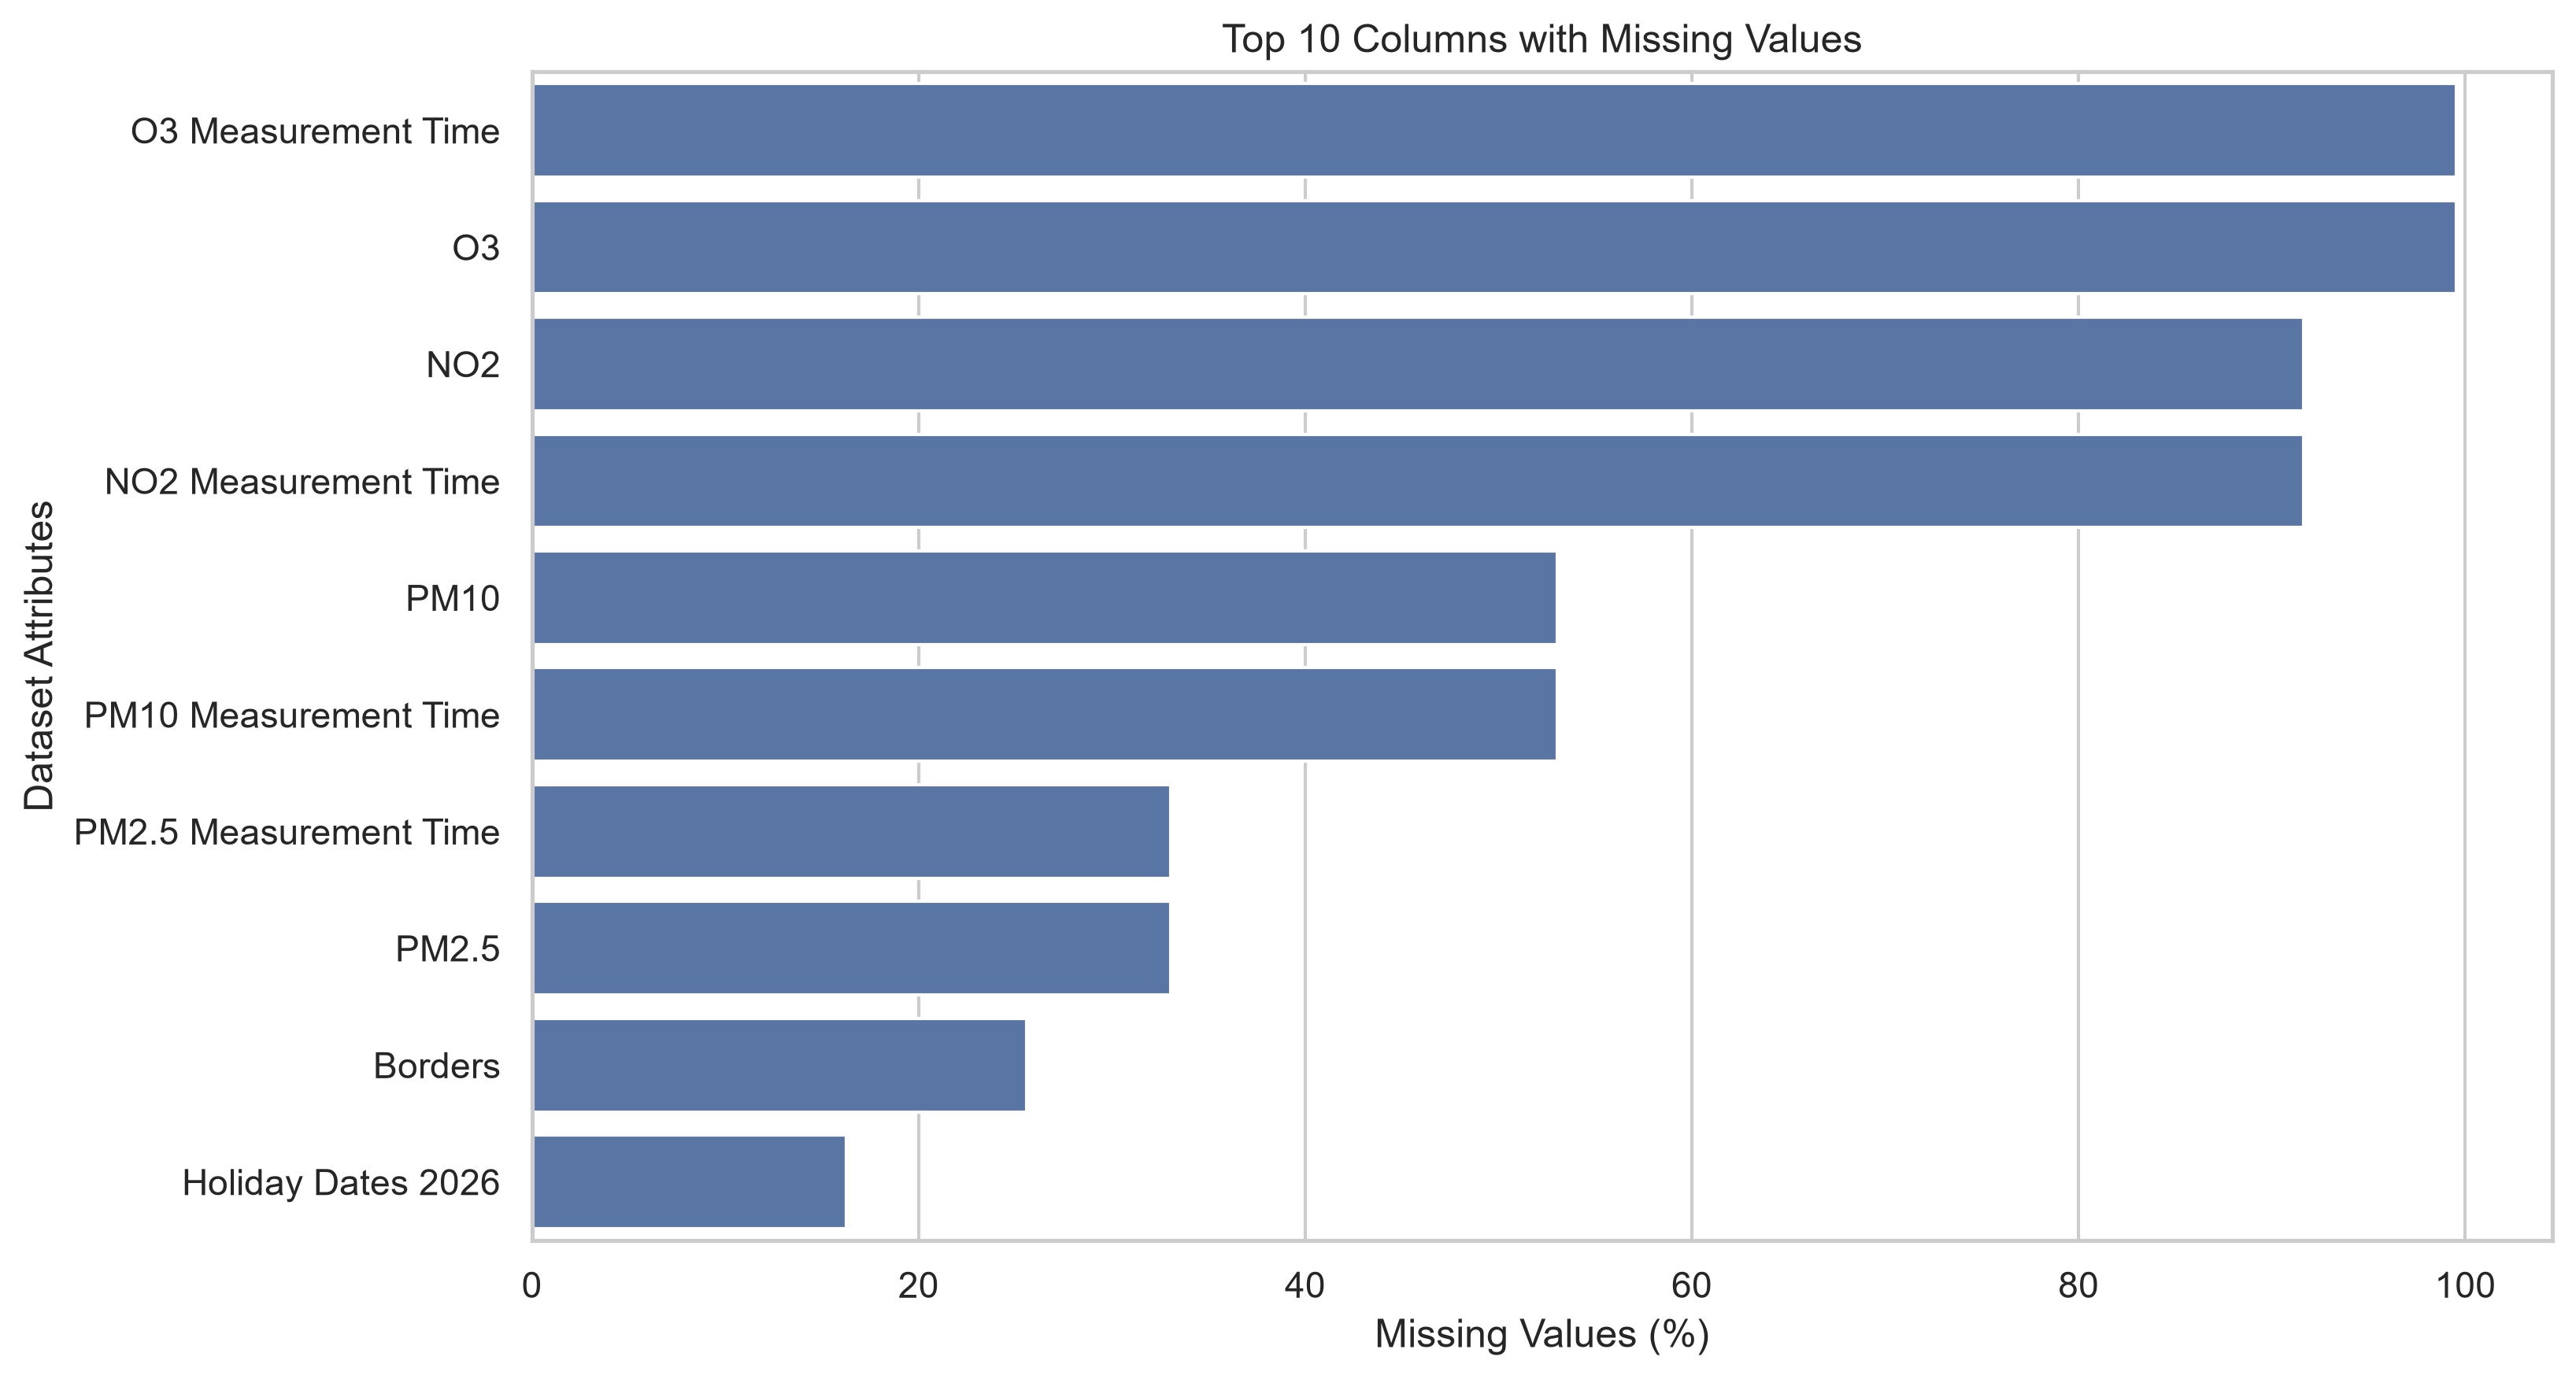 Top 10 Columns with Missing Values
Dataset Attributes
O3 Measurement Time
O3
NO2
NO2 Measurement Time
PM10
PM10 Measurement Time
PM2.5 Measurement Time
PM2.5
Borders
Holiday Dates 2026
0 20 40 60 80 100
Missing Values (%)